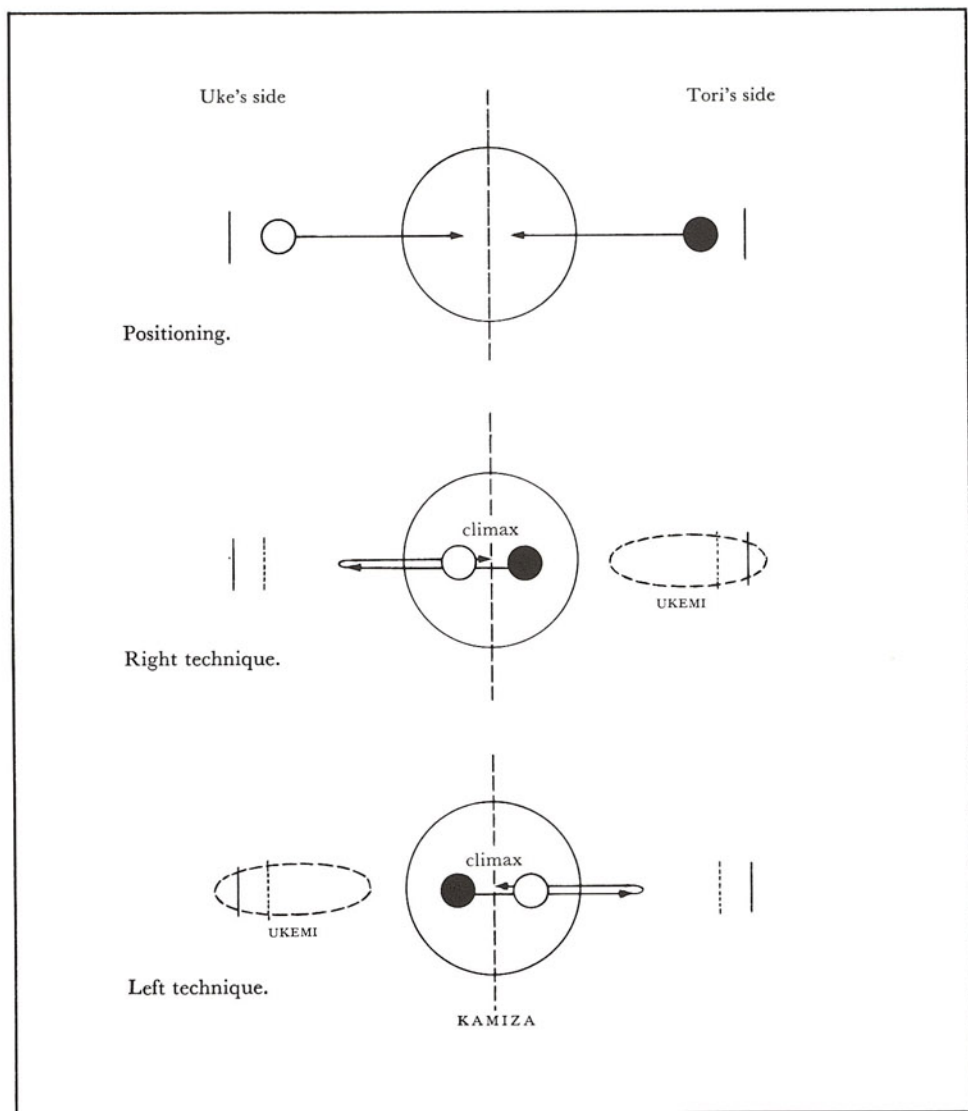 Uke's side
Tori's side
Positioning.
climax
UKEMI
Right technique.
climax
UKEMI
Left technique.
KAMIZA